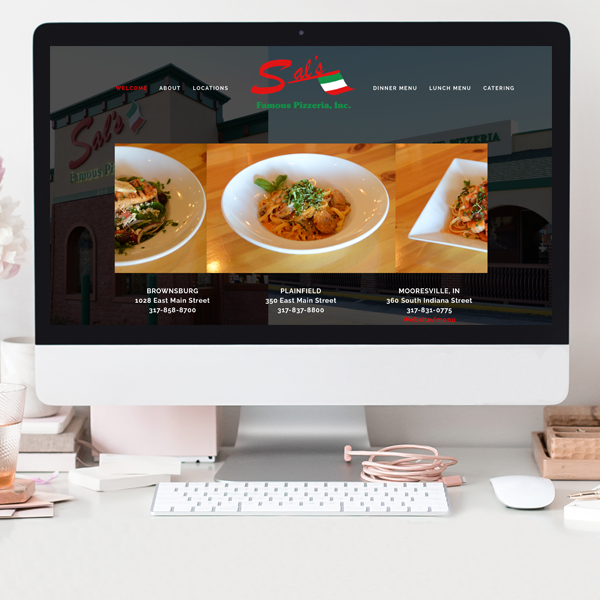 WELCOME ABOUT LOCATIONS
Sal's
Famous Pizzeria, Inc.
DINNER MENU LUNCH MENU CATERING
Sal's
BROWNSBURG
1028 East Main Street
317-858-8700
PLAINFIELD
350 East Main Street
317-837-8800
MOORESVILLE, IN
360 South Indiana Street
317-831-0775